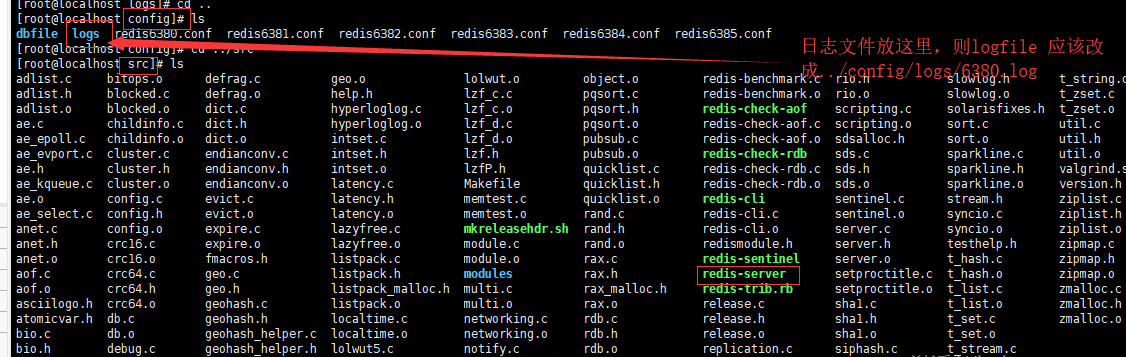 [root@localhost logs]# cd ..
[root@localhost config]# ls
dbfile logs redis6380.conf redis6381.conf redis6382.conf redis6383.conf redis6384.conf redis6385.conf
[root@localhost config]# cd ../src
[root@localhost src]# ls
日志文件放这里，则logfile 应该改
成../config/logs/6380.log
adlist.c bitops.o defrag.c geo.o lolwut.o object.o redis-benchmark.c rio.h slowlog.h t_string.o
adlist.h blocked.c defrag.o help.h lzf_c.c pqsort.c redis-benchmark.o rio.o slowlog.o t_zset.c
adlist.o blocked.o dict.c hyperloglog.c lzf_c.o pqsort.h redis-check-aof scripting.c solarisfixes.h t_zset.o
ae.c childinfo.c dict.h hyperloglog.o lzf_d.c pqsort.o redis-check-aof.c scripting.o sort.c util.c
ae_epoll.c childinfo.o dict.o intset.c lzf_d.o pubsub.c redis-check-aof.o sdsalloc.h sort.o util.h
ae_evport.c cluster.c endianconv.c intset.h lzf.h pubsub.o redis-check-rdb sds.c sparkline.c util.o
ae.h cluster.h endianconv.h intset.o lzfP.h quicklist.c redis-check-rdb.c sds.h sparkline.h valgrind.s
ae_kqueue.c cluster.o endianconv.o latency.c Makefile quicklist.h redis-check-rdb.o sds.o sparkline.o version.h
ae.o config.c evict.c latency.h memtest.c quicklist.o redis-cli sentinel.c stream.h ziplist.c
ae_select.c config.h evict.o latency.o memtest.o rand.c redis-cli.c sentinel.o syncio.c ziplist.h
anet.c config.o expire.c lazyfree.c mkreleasehdr.sh rand.h redis-cli.o server.c syncio.o ziplist.o
anet.h crc16.c expire.o lazyfree.o module.c rand.o redismodule.h server.h testhelp.h zipmap.c
anet.o crc16.o fmacros.h listpack.c module.o rax.c redis-sentinel server.o t_hash.c zipmap.h
aof.c crc64.c geo.c listpack.h modules rax.h redis-server setproctitle.c t_hash.o zipmap.o
aof.o crc64.h geo.h listpack_malloc.h multi.c rax_malloc.h redis-trib.rb setproctitle.o t_list.c zmalloc.c
asciilogo.h crc64.o geohash.c listpack.o multi.o rax.o release.c sha1.c t_list.o zmalloc.h
atomicvar.h db.c geohash.h localtime.c networking.c rdb.c release.h sha1.h t_set.c zmalloc.o
bio.c db.o geohash_helper.c localtime.o networking.o rdb.h release.o sha1.o t_set.o
bio.h debug.c geohash_helper.h lolwut5.c notify.c rdb.o replication.c siphash.c t_stream.c